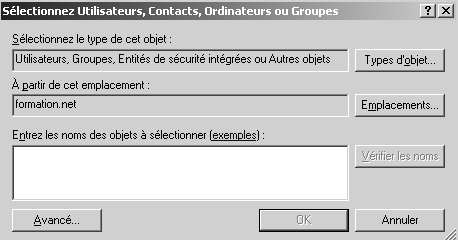 Sélectionnez Utilisateurs, Contacts, Ordinateurs ou Groupes
Sélectionnez le type de cet objet :
Utilisateurs, Groupes, Entités de sécurité intégrées ou Autres objets
Types d'objet...
À partir de cet emplacement :
formation.net
Emplacements...
Entrez les noms des objets à sélectionner (exemples) :
Vérifier les noms
Avancé...
OK
Annuler